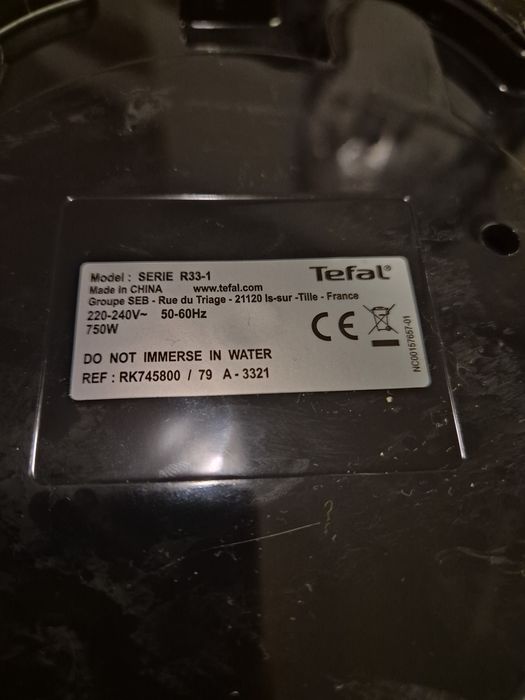 Model : SERIE R33-1
Tefal®
Made in CHINA www.tefal.com
Groupe SEB - Rue du Triage - 21120 Is-sur -Tille - France
220-240V~ 50-60Hz
750W
CE
DO NOT IMMERSE IN WATER
REF : RK745800 / 79 A - 3321
NC00157657-01